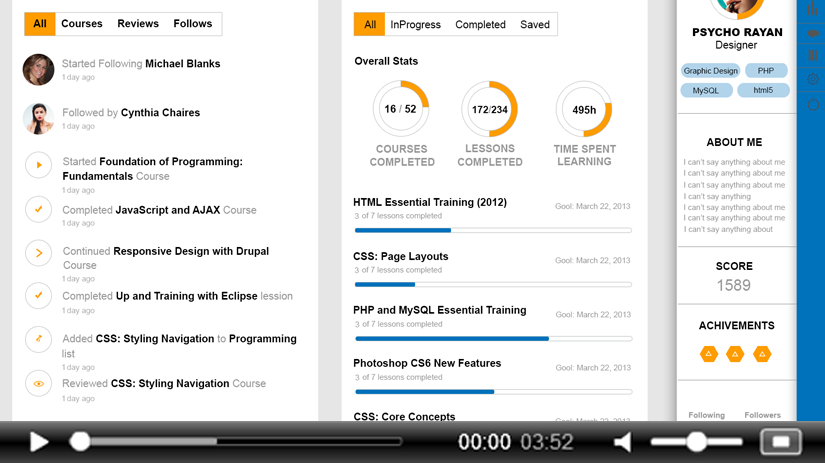 All Courses Reviews Follows
Started Following Michael Blanks
1 day ago
Followed by Cynthia Chaires
1 day ago
Started Foundation of Programming:
Fundamentals Course
1 day ago
Completed JavaScript and AJAX Course
1 day ago
Continued Responsive Design with Drupal
Course
1 day ago
Completed Up and Training with Eclipse lession
1 day ago
Added CSS: Styling Navigation to Programming
list
1 day ago
Reviewed CSS: Styling Navigation Course
1 day ago
All InProgress Completed Saved
Overall Stats
16 / 52
172/234
495h
COURSES
COMPLETED
LESSONS
COMPLETED
TIME SPENT
LEARNING
HTML Essential Training (2012)
Goal: March 22, 2013
3 of 7 lessons completed
CSS: Page Layouts
Goal: March 22, 2013
3 of 7 lessons completed
PHP and MySQL Essential Training
Goal: March 22, 2013
3 of 7 lessons completed
Photoshop CS6 New Features
Goal: March 22, 2013
3 of 7 lessons completed
CSS: Core Concepts
Goal: March 22, 2013
PSYCHO RAYAN
Designer
Graphic Design PHP
MySQL html5
ABOUT ME
I can't say anything about me
I can't say anything about me
I can't say anything about me
I can't say anything
I can't say anything about me
I can't say anything about me
I can't say anything about
SCORE
1589
ACHIVEMENTS
Following Followers
00:00 03:52